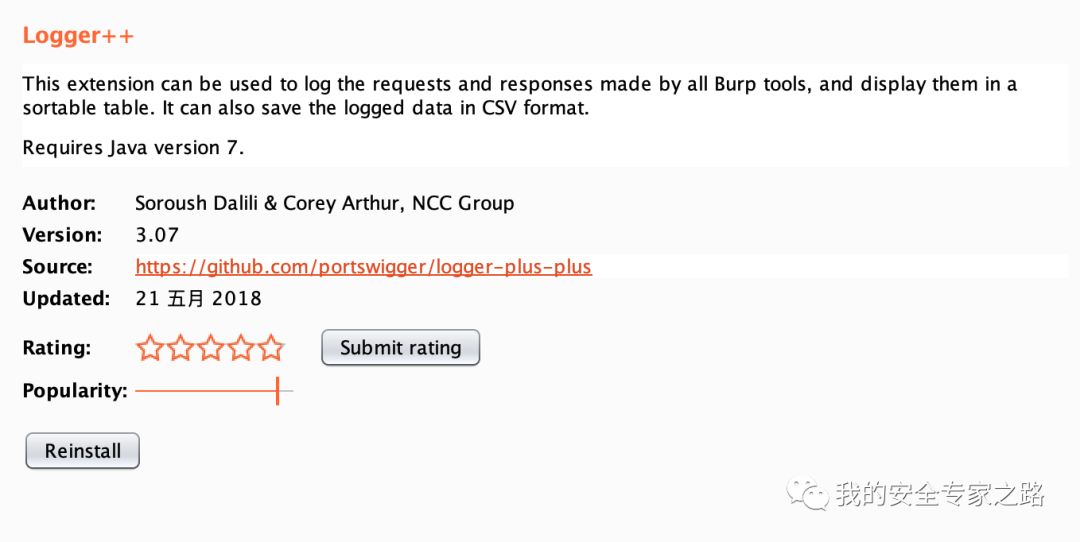 Logger++
This extension can be used to log the requests and responses made by all Burp tools, and display them in a
sortable table. It can also save the logged data in CSV format.
Requires Java version 7.
Author: Soroush Dalili & Corey Arthur, NCC Group
Version: 3.07
Source: https://github.com/portswigger/logger-plus-plus
Updated: 21 五月 2018
Rating: Submit rating
Popularity:
Reinstall
我的安全专家之路